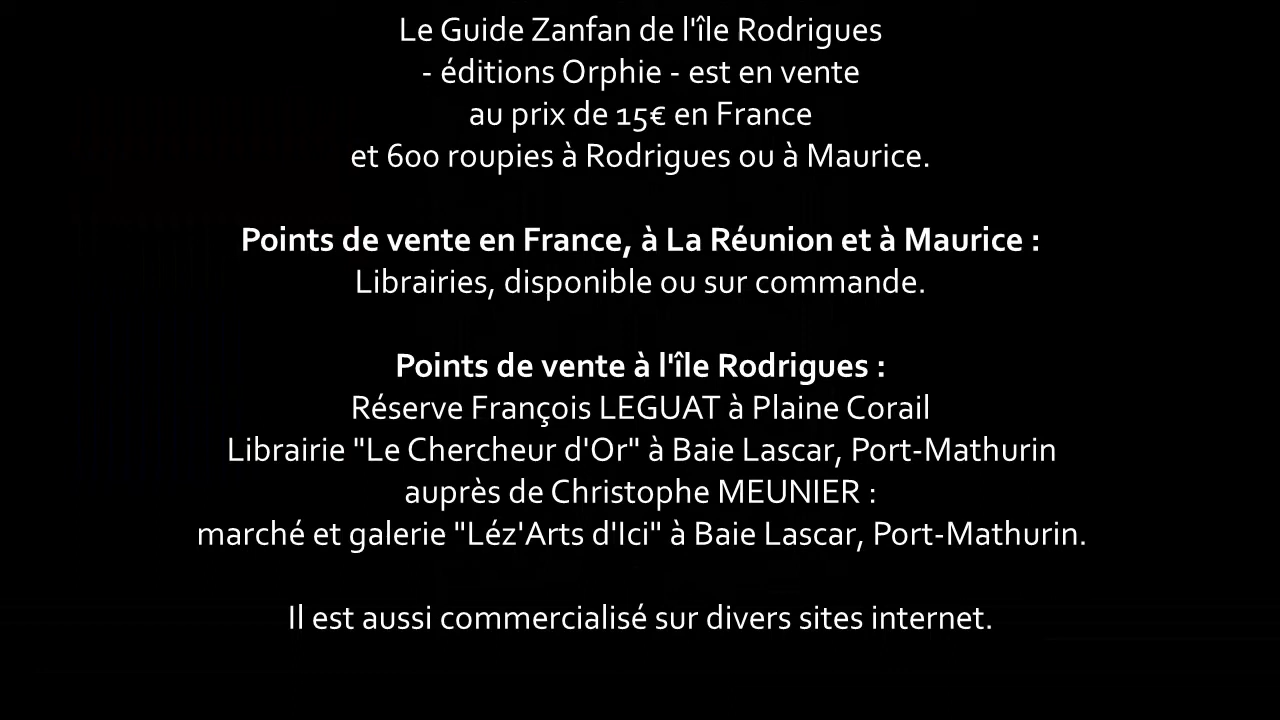 Le Guide Zanfan de l'île Rodrigues
- éditions Orphie - est en vente
au prix de 15€ en France
et 600 roupies à Rodrigues ou à Maurice.
Points de vente en France, à La Réunion et à Maurice :
Librairies, disponible ou sur commande.
Points de vente à l'île Rodrigues :
Réserve François LEGUAT à Plaine Corail
Librairie "Le Chercheur d'Or" à Baie Lascar, Port-Mathurin
auprès de Christophe MEUNIER :
marché et galerie "Léz'Arts d'Ici" à Baie Lascar, Port-Mathurin.
Il est aussi commercialisé sur divers sites internet.